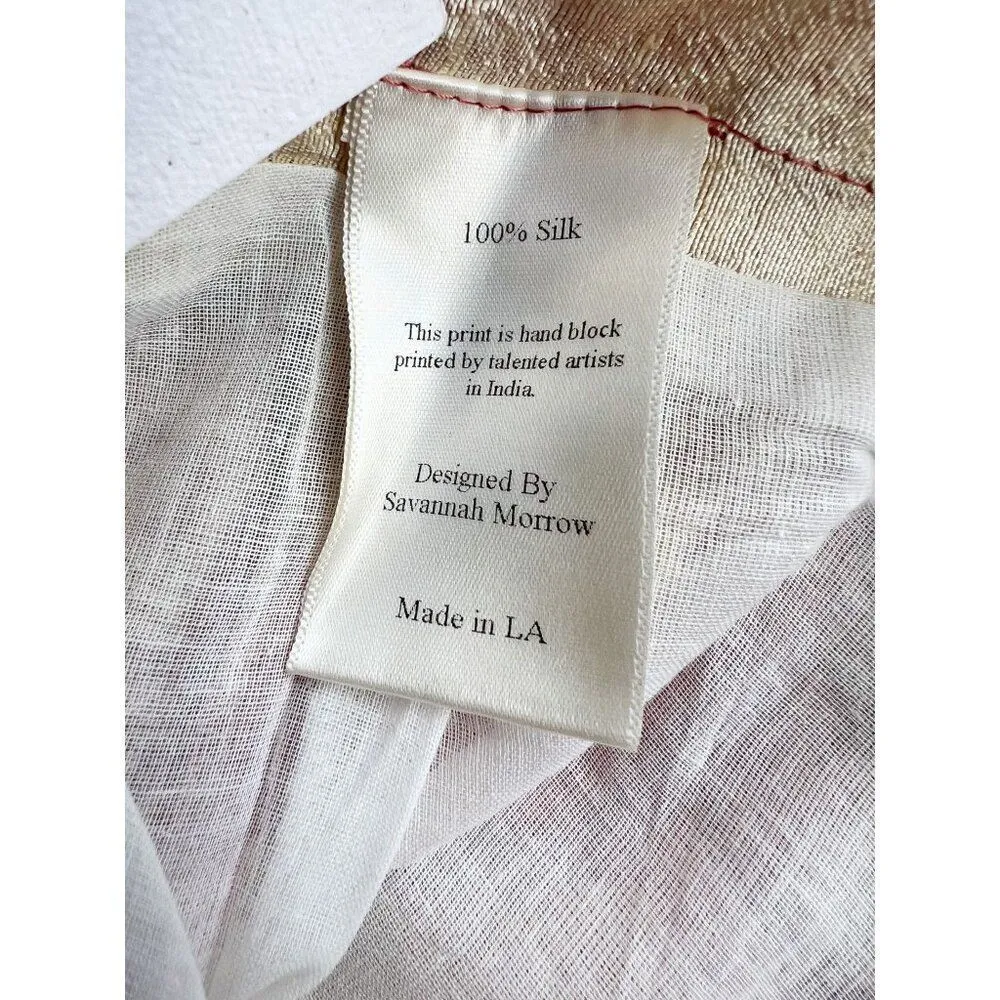 100% Silk
This print is hand block
printed by talented artists
in India.
Designed By
Savannah Morrow
Made in LA